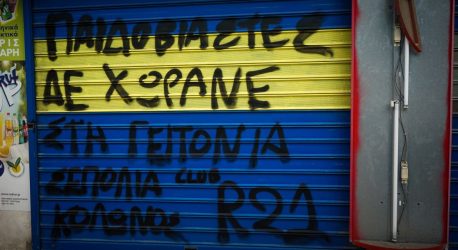 ΠΑΙΔΟΒΙΑΣΤΕΣ
ΔΕ ΧΩΡΑΝΕ
ΣΤΗ ΓΕΙΤΟΝΙΑ
ΣΕΠΟΛΙΑ CLUB
ΚΟΛΩΝΟΣ R21